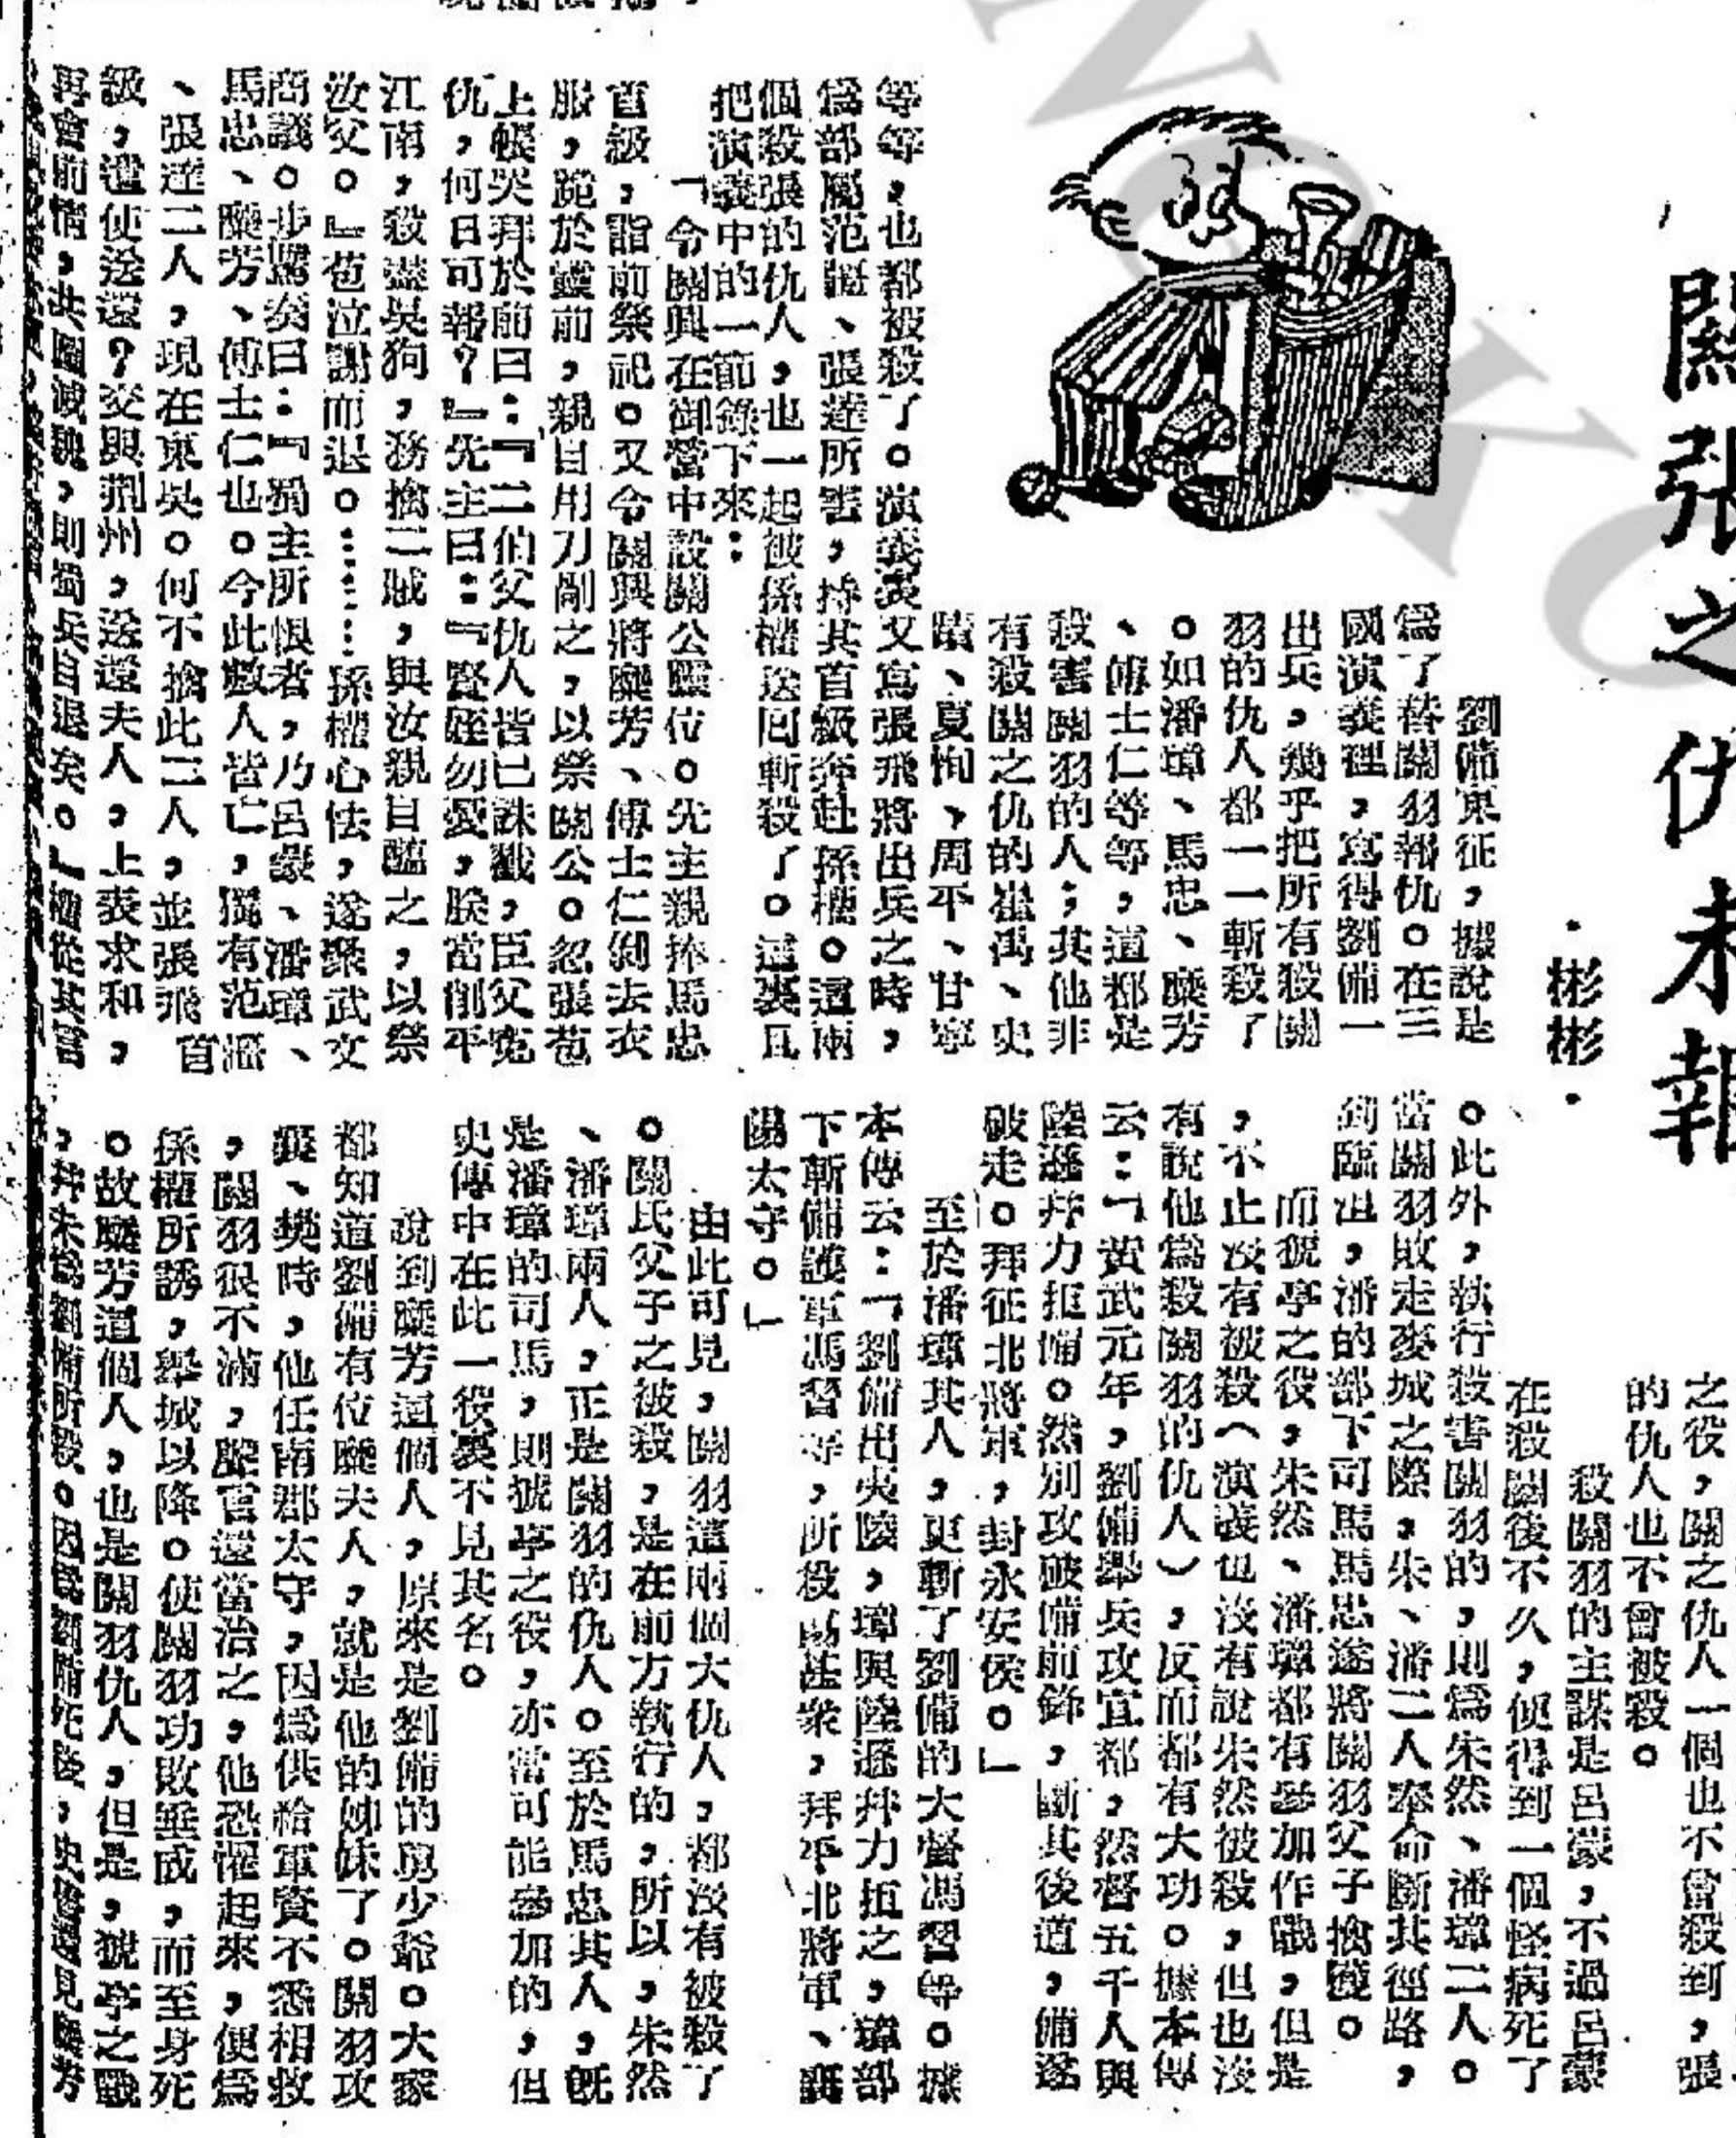 關張之仇未報
・彬彬・
劉備東征，據說是
爲了替關羽報仇。在三
國演義裡，寫得劉備一
出兵，幾乎把所有殺關
羽的仇人都一一斬殺了
。如潘璋、馬忠、糜芳
、傅士仁等等，這都是
殺害關羽的人；其他非
有殺關之仇的崔禹、史
蹟、夏恂、周平、甘寧
等等，也都被殺了。演義裏又寫張飛將出兵之時，
爲部屬范疆、張達所害，持其首級奔赴孫權。這兩
個殺張的仇人，也一起被孫權送回斬殺了。這裏且
把演義中的一節錄下來：
「令關興在御營中設關公靈位。先主親捧馬忠
首級，詣前祭祀。又令關興將糜芳、傅士仁剝去衣
服，跪於靈前，親自用刀剮之，以祭關公。忽張苞
上帳哭拜於前曰：『二伯父仇人皆已誅戮，臣父冤
仇，何日可報？』先主曰：『賢姪勿憂，朕當削平
江南，殺盡吳狗，務擒二賊，與汝親自醢之，以祭
汝父。』苞泣謝而退。……孫權心怯，遂聚武文
商議。步騭奏曰：『蜀主所恨者，乃呂蒙、潘璋、
馬忠、糜芳、傅士仁也。今此數人皆亡，獨有范疆
、張達二人，現在東吳。何不擒此二人，並張飛首
級，遣使送還？交與荊州，送還夫人，上表求和，
再會前情，共圖滅魏，則蜀兵自退矣。」權從其言
之役，關之仇人一個也不曾殺到，張
的仇人也不曾被殺。
殺關羽的主謀是呂蒙，不過呂蒙
在殺關後不久，便得到一個怪病死了
。此外，執行殺害關羽的，則爲朱然、潘璋二人。
當關羽敗走麥城之際，朱、潘二人奉命斷其徑路，
到臨沮，潘的部下司馬馬忠遂將關羽父子擒獲。
而猇亭之役，朱然、潘璋都有參加作戰，但是
，不止沒有被殺（演義也沒有說朱然被殺，但也沒
有說他爲殺關羽的仇人），反而都有大功。據本傳
云：「黃武元年，劉備舉兵攻宜都，然督五千人與
陸遜并力拒備。然別攻破備前鋒，斷其後道，備遂
破走。拜征北將軍，封永安侯。」
至於潘璋其人，更斬了劉備的大督馮習等。據
本傳云：「劉備出夷陵，璋與陸遜并力拒之，璋部
下斬備護軍馮習等，所殺傷甚衆，拜平北將軍、襄
陽太守。」
由此可見，關羽這兩個大仇人，都沒有被殺了
。關氏父子之被殺，是在前方執行的，所以，朱然
、潘璋兩人，正是關羽的仇人。至於馬忠其人，旣
是潘璋的司馬，則猇亭之役，亦當可能參加的，但
史傳中在此一役裏不見其名。
說到糜芳這個人，原來是劉備的舅少爺。大家
都知道劉備有位糜夫人，就是他的姊妹了。關羽攻
襄、樊時，他任南郡太守，因爲供給軍資不悉相救
，關羽很不滿，聲言還當治之，他恐懼起來，便爲
孫權所誘，舉城以降。使關羽功敗垂成，而至身死
。故糜芳這個人，也是關羽仇人，但是，猇亭之戰
，并未爲劉備所殺。因爲劉備死後，史書還見糜芳